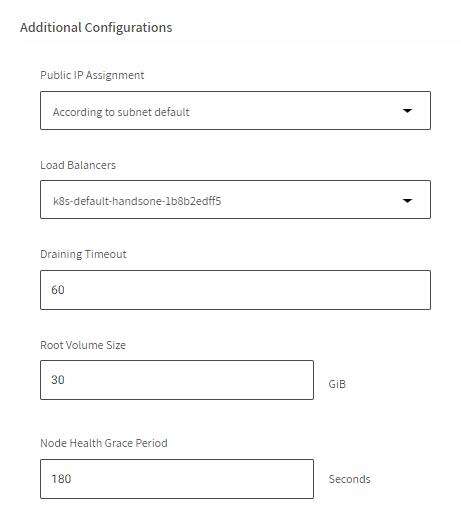 Additional Configurations
Public IP Assignment
According to subnet default
Load Balancers
k8s-default-handsone-1b8b2edff5
Draining Timeout
60
Root Volume Size
30
GiB
Node Health Grace Period
180
Seconds